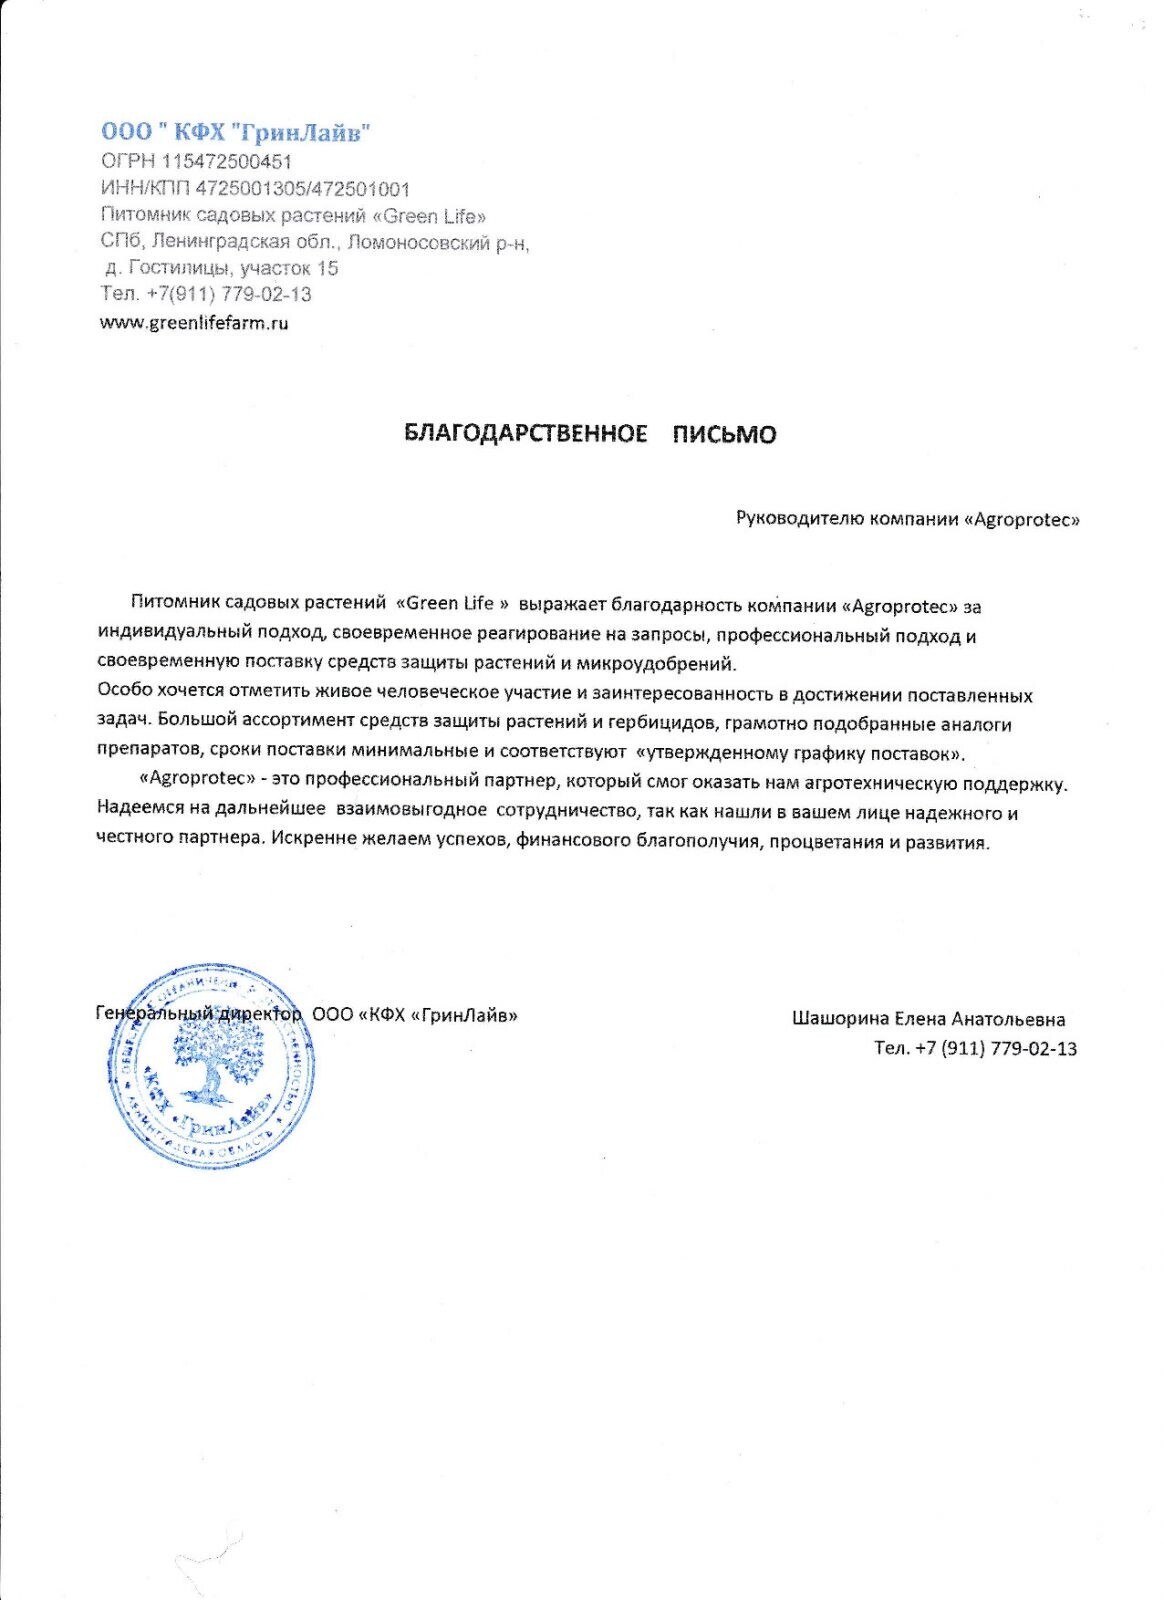 ООО " КФХ "ГринЛайв"
ОГРН 115472500451
ИНН/КПП 4725001305/472501001
Питомник садовых растений «Green Life»
СПб, Ленинградская обл., Ломоносовский р-н,
д. Гостилицы, участок 15
Тел. +7(911) 779-02-13
www.greenlifefarm.ru
БЛАГОДАРСТВЕННОЕ ПИСЬМО
Руководителю компании «Agroprotec»
Питомник садовых растений «Green Life » выражает благодарность компании «Agroprotec» за
индивидуальный подход, своевременное реагирование на запросы, профессиональный подход и
своевременную поставку средств защиты растений и микроудобрений.
Особо хочется отметить живое человеческое участие и заинтересованность в достижении поставленных
задач. Большой ассортимент средств защиты растений и гербицидов, грамотно подобранные аналоги
препаратов, сроки поставки минимальные и соответствуют «утвержденному графику поставок».
«Agroprotec» - это профессиональный партнер, который смог оказать нам агротехническую поддержку.
Надеемся на дальнейшее взаимовыгодное сотрудничество, так как нашли в вашем лице надежного и
честного партнера. Искренне желаем успехов, финансового благополучия, процветания и развития.
Генеральный директор ООО «КФХ «ГринЛайв»
Шашорина Елена Анатольевна
Тел. +7 (911) 779-02-13
«КФХ «ГринЛайв»
ЛЕНИНГРАДСКАЯ ОБЛАСТЬ